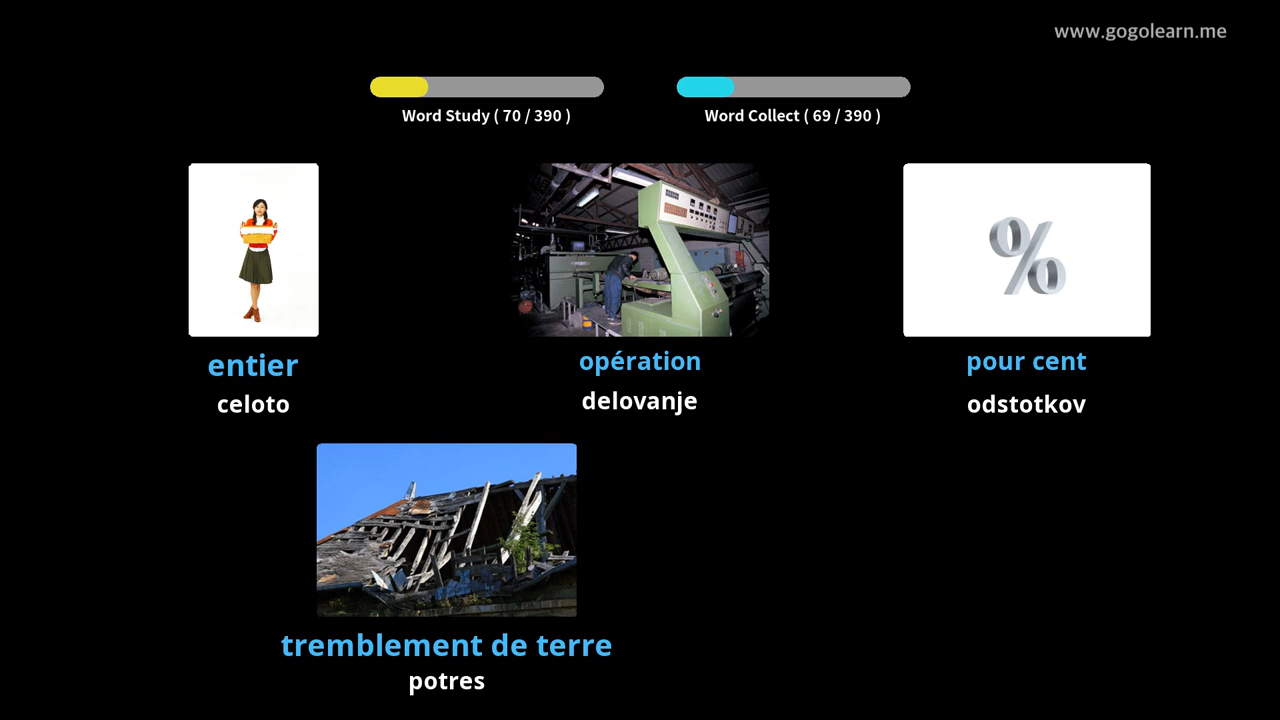 www.gogolearn.me
Word Study ( 70 / 390 )
Word Collect ( 69 / 390 )
entier
celoto
opération
delovanje
pour cent
odstotkov
tremblement de terre
potres